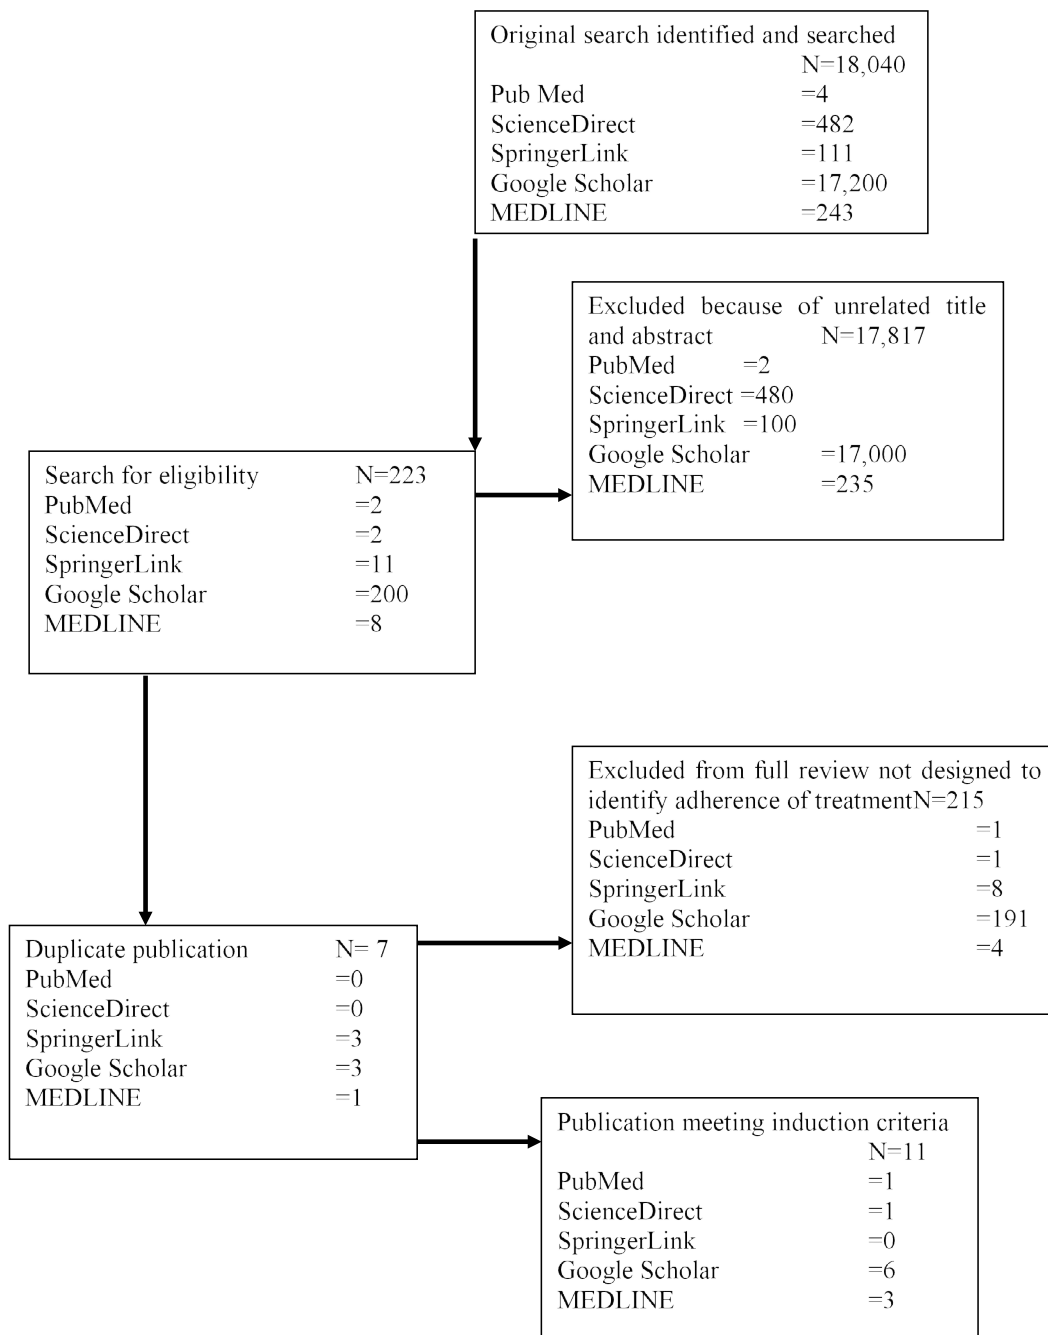 Original search identified and searched
N=18,040
Pub Med =4
ScienceDirect =482
SpringerLink =111
Google Scholar =17,200
MEDLINE =243
Excluded because of unrelated title
and abstract N=17,817
PubMed =2
ScienceDirect =480
SpringerLink =100
Google Scholar =17,000
MEDLINE =235
Search for eligibility N=223
PubMed =2
ScienceDirect =2
SpringerLink =11
Google Scholar =200
MEDLINE =8
Excluded from full review not designed to
identify adherence of treatmentN=215
PubMed =1
ScienceDirect =1
SpringerLink =8
Google Scholar =191
MEDLINE =4
Duplicate publication N= 7
PubMed =0
ScienceDirect =0
SpringerLink =3
Google Scholar =3
MEDLINE =1
Publication meeting induction criteria
N=11
PubMed =1
ScienceDirect =1
SpringerLink =0
Google Scholar =6
MEDLINE =3